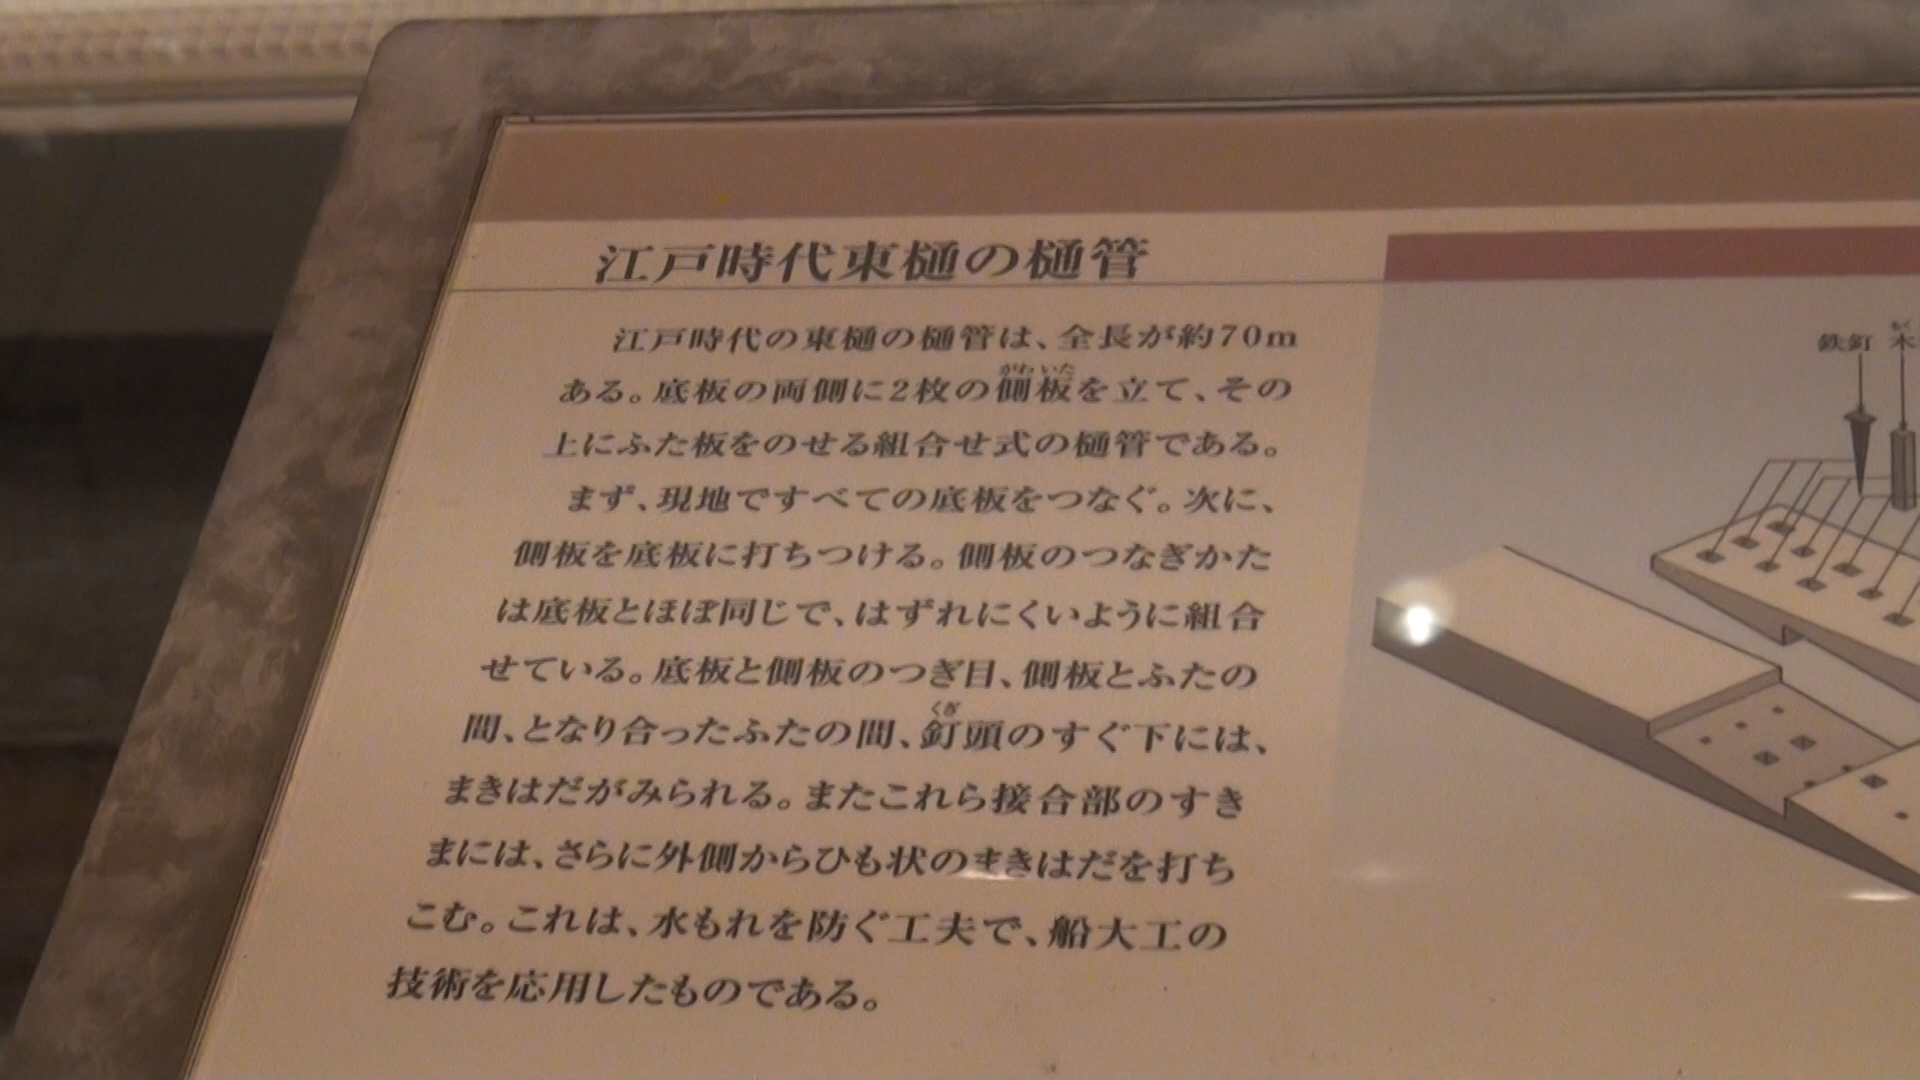 江戸時代東樋の樋管
江戸時代の東樋の樋管は、全長が約70m
ある。底板の両側に2枚の側板を立て、その
がわいた
上にふた板をのせる組合せ式の樋管である。
まず、現地ですべての底板をつなぐ。次に、
側板を底板に打ちつける。側板のつなぎかた
は底板とほぼ同じで、はずれにくいように組合
せている。底板と側板のつぎ目、側板とふたの
間、となり合ったふたの間、釘頭のすぐ下には、
くぎ
まきはだがみられる。またこれら接合部のすき
まには、さらに外側からひも状のまきはだを打ち
こむ。これは、水もれを防ぐ工夫で、船大工の
技術を応用したものである。
鉄釘
木